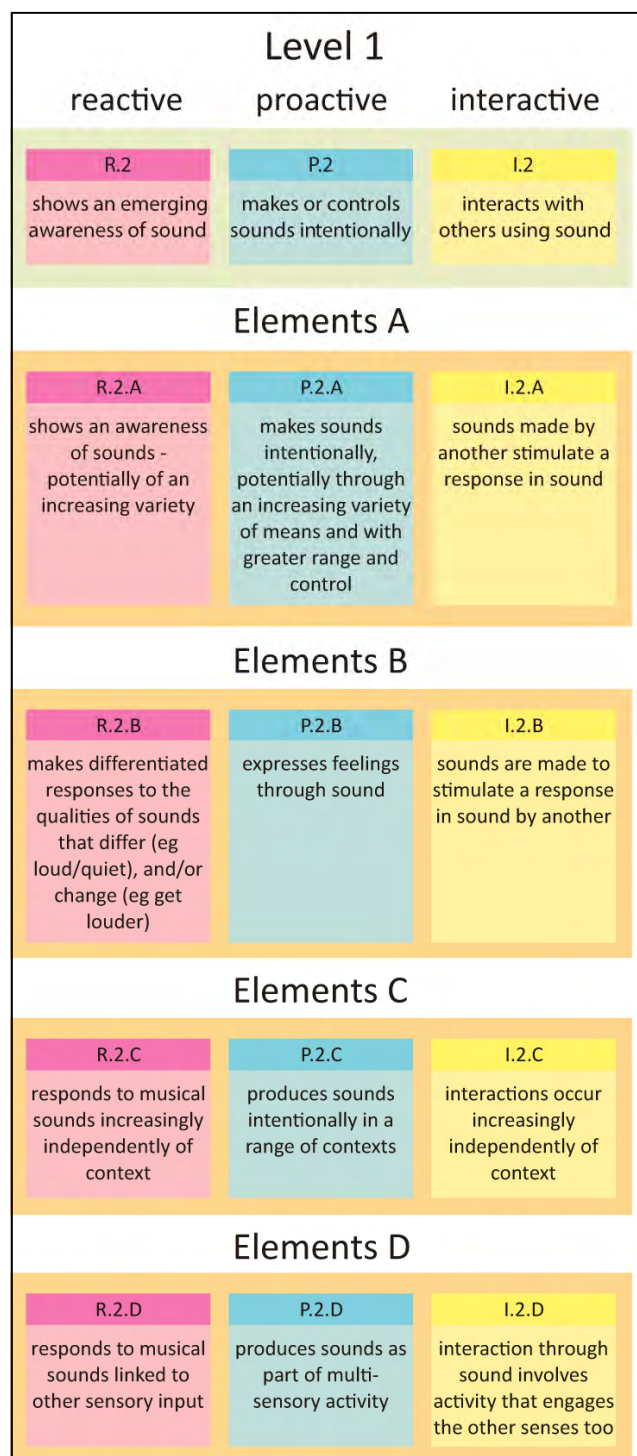 Level 1
reactive
proactive
interactive
R.2
shows an emerging
awareness of sound
P.2
makes or controls
sounds intentionally
I.2
interacts with
others using sound
Elements A
R.2.A
shows an awareness
of sounds -
potentially of an
increasing variety
P.2.A
makes sounds
intentionally,
potentially through
an increasing variety
of means and with
greater range and
control
I.2.A
sounds made by
another stimulate a
response in sound
Elements B
R.2.B
makes differentiated
responses to the
qualities of sounds
that differ (eg
loud/quiet), and/or
change (eg get
louder)
P.2.B
expresses feelings
through sound
I.2.B
sounds are made to
stimulate a response
in sound by another
Elements C
R.2.C
responds to musical
sounds increasingly
independently of
context
P.2.C
produces sounds
intentionally in a
range of contexts
I.2.C
interactions occur
increasingly
independently of
context
Elements D
R.2.D
responds to musical
sounds linked to
other sensory input
P.2.D
produces sounds as
part of multi-
sensory activity
I.2.D
interaction through
sound involves
activity that engages
the other senses too